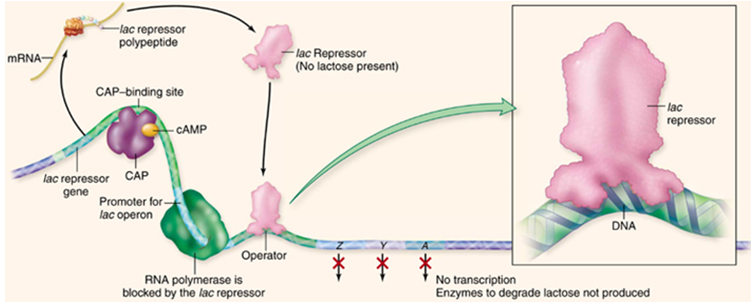 lac repressor
polypeptide
mRNA
lac Repressor
(No lactose present)
CAP–binding site
cAMP
CAP
lac repressor
gene
Promoter for
lac operon
Operator
Z
Y
A
RNA polymerase is
blocked by the lac repressor
No transcription
Enzymes to degrade lactose not produced
lac
repressor
DNA